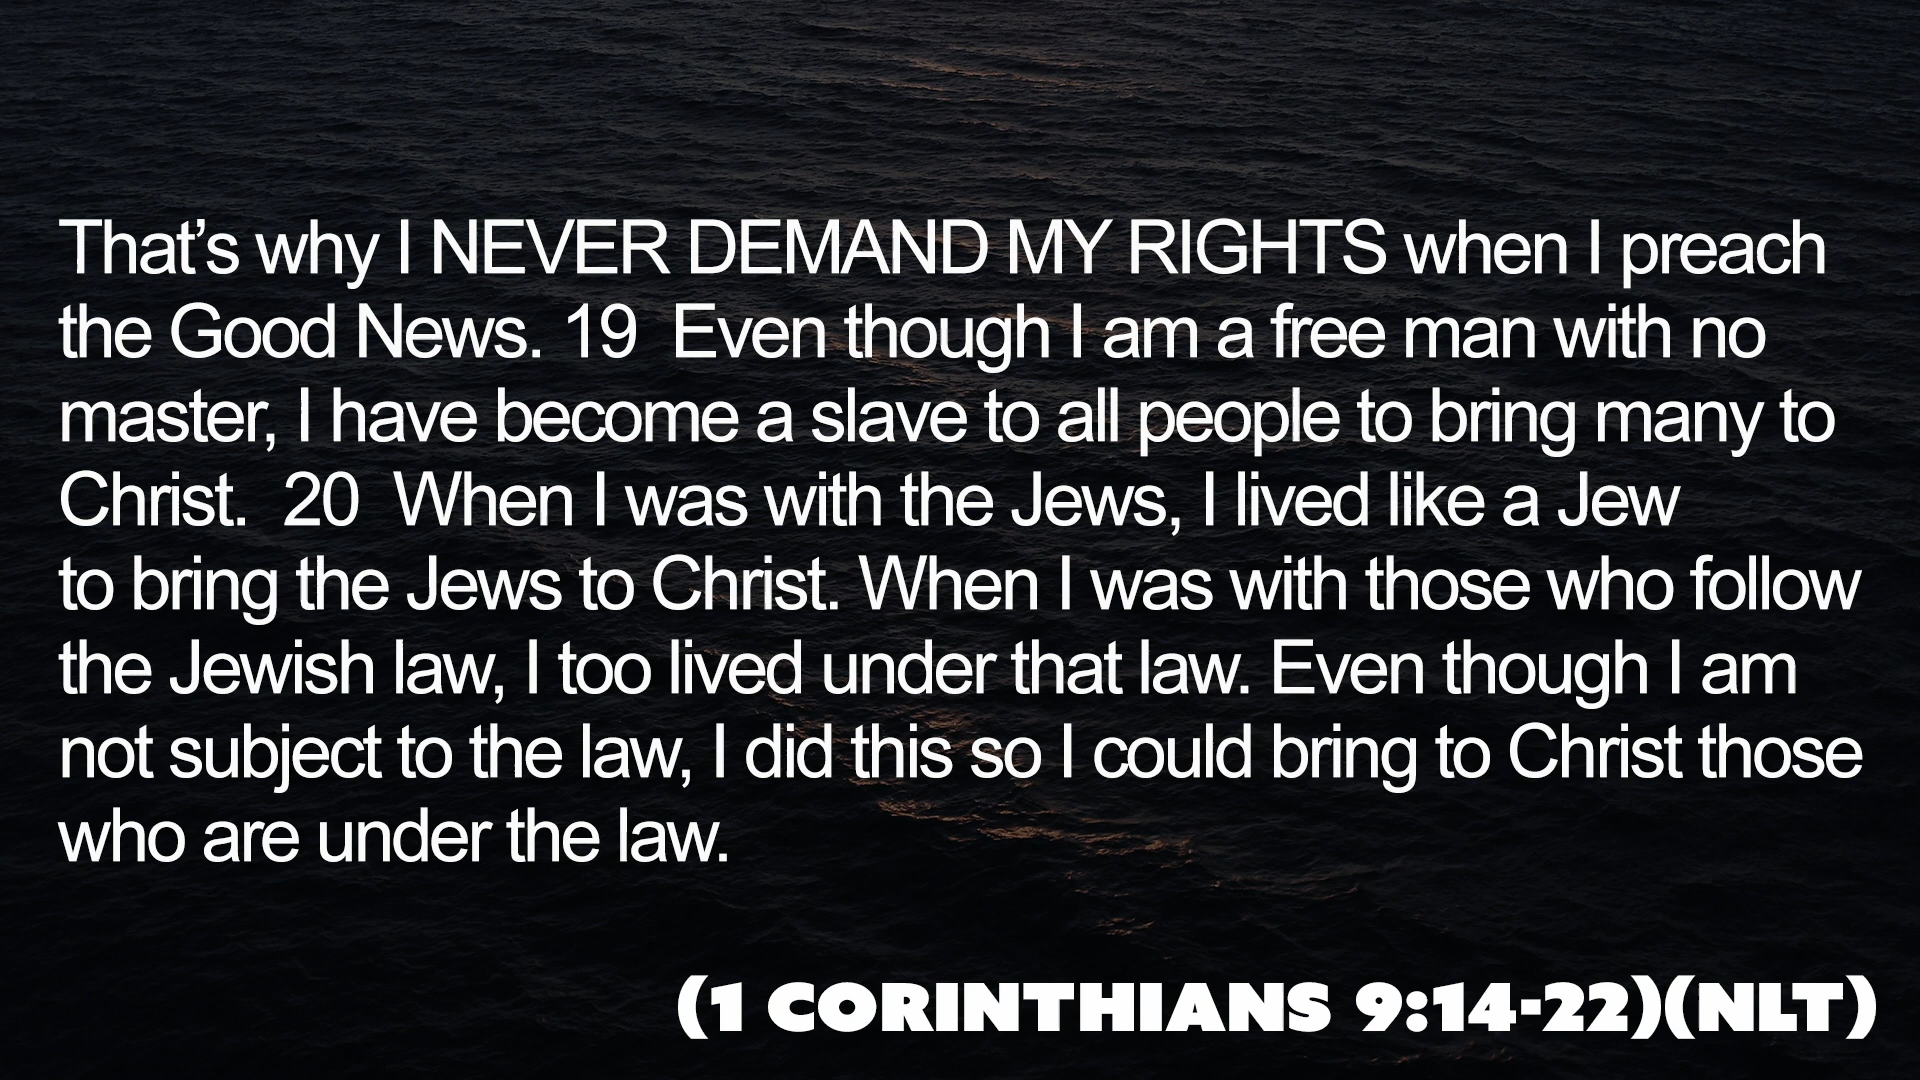 That’s why I NEVER DEMAND MY RIGHTS when I preach
the Good News. 19  Even though I am a free man with no
master, I have become a slave to all people to bring many to
Christ.  20  When I was with the Jews, I lived like a Jew
to bring the Jews to Christ. When I was with those who follow
the Jewish law, I too lived under that law. Even though I am
not subject to the law, I did this so I could bring to Christ those
who are under the law.
(1 CORINTHIANS 9:14-22)(NLT)